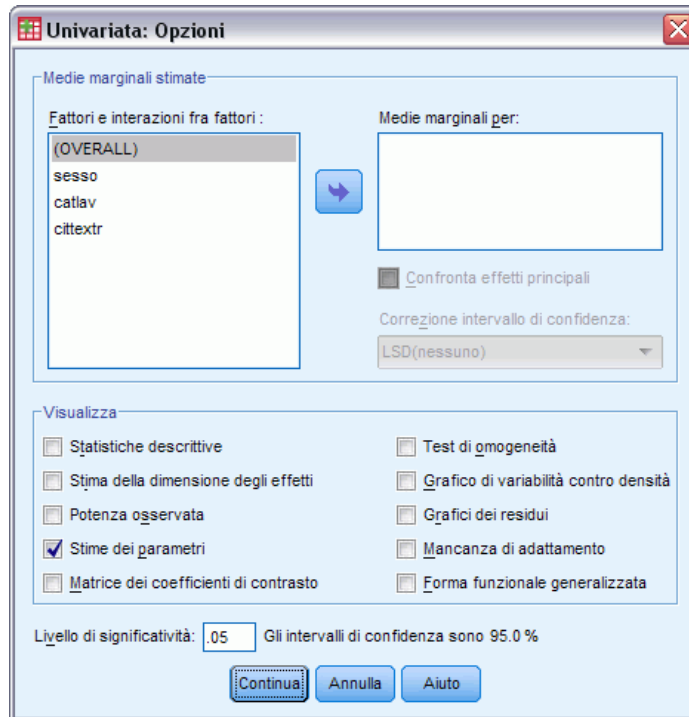 Univariata: Opzioni
Medie marginali stimate
Fattori e interazioni fra fattori :
(OVERALL)
sesso
catlav
cittextr
Medie marginali per:
Confronta effetti principali
Correzione intervallo di confidenza:
LSD(nessuno)
Visualizza
Statistiche descrittive
Stima della dimensione degli effetti
Potenza osservata
Stime dei parametri
Matrice dei coefficienti di contrasto
Test di omogeneità
Grafico di variabilità contro densità
Grafici dei residui
Mancanza di adattamento
Forma funzionale generalizzata
Livello di significatività: .05 Gli intervalli di confidenza sono 95.0 %
Continua Annulla Aiuto